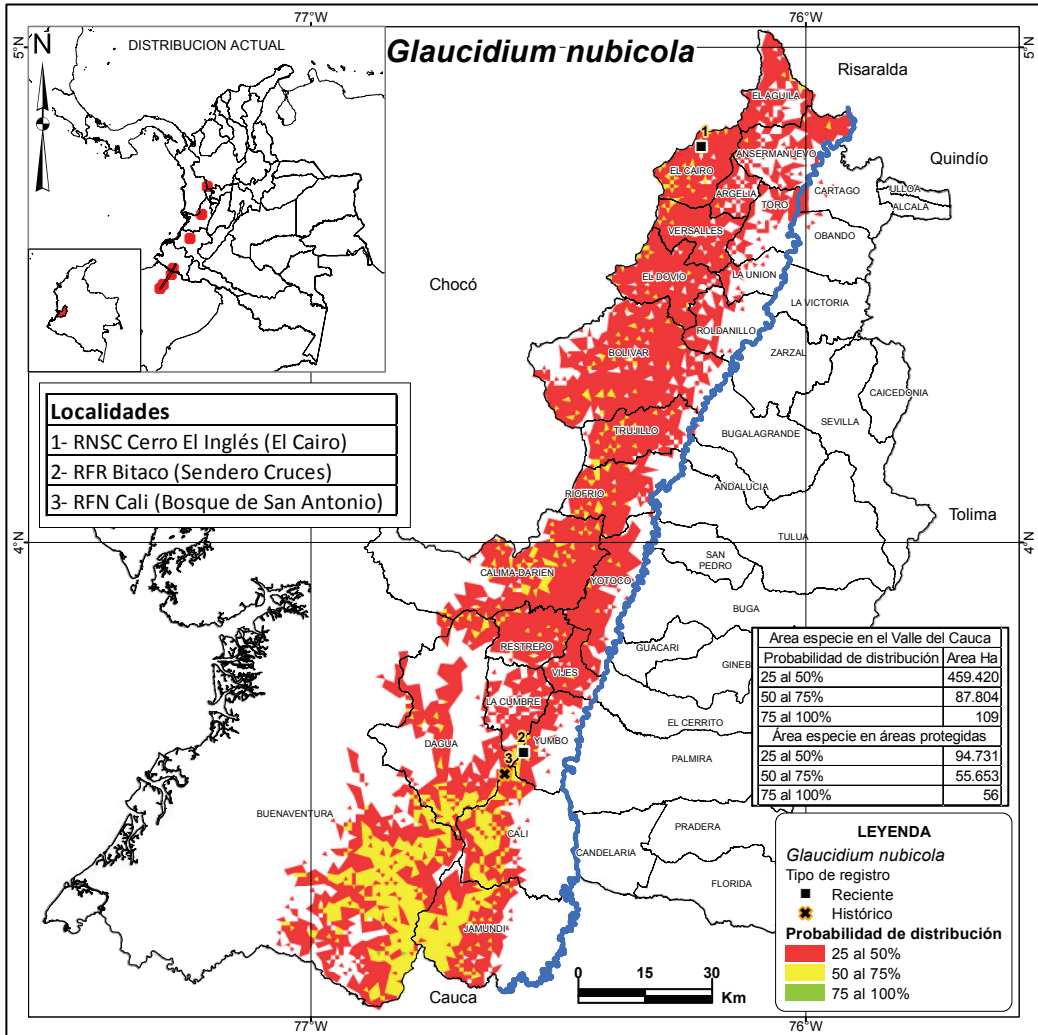 77°W
76°W
5°N
5°N
N
DISTRIBUCION ACTUAL
Glaucidium nubicola
Risaralda
EL AGUILA
1
ANSERMANUEVO
Quindío
EL CAIRO
CARTAGO
ULLOA
ARGELIA
TORO
ALCALA
VERSALLES
OBANDO
Chocó
EL DOVIO
LA UNION
LA VICTORIA
ROLDANILLO
BOLIVAR
ZARZAL
CAICEDONIA
SEVILLA
TRUJILLO
BUGALAGRANDE
Localidades
1- RNSC Cerro El Inglés (El Cairo)
2- RFR Bitaco (Sendero Cruces)
3- RFN Cali (Bosque de San Antonio)
RIOFRIO
ANDALUCIA
Tolima
4°N
4°N
TULUA
SAN PEDRO
CALIMA-DARIEN
YOTOCO
BUGA
RESTREPO
GUACARI
GINEB
VIJES
LA CUMBRE
EL CERRITO
2
YUMBO
DAGUA
3
PALMIRA
BUENAVENTURA
CALI
PRADERA
CANDELARIA
FLORIDA
JAMUNDI
Cauca
Area especie en el Valle del Cauca
Probabilidad de distribución Area Ha
25 al 50% 459.420
50 al 75% 87.804
75 al 100% 109
Área especie en áreas protegidas
25 al 50% 94.731
50 al 75% 55.653
75 al 100% 56
LEYENDA
Glaucidium nubicola
Tipo de registro
Reciente
Histórico
Probabilidad de distribución
25 al 50%
50 al 75%
75 al 100%
0 15 30
Km
77°W
76°W